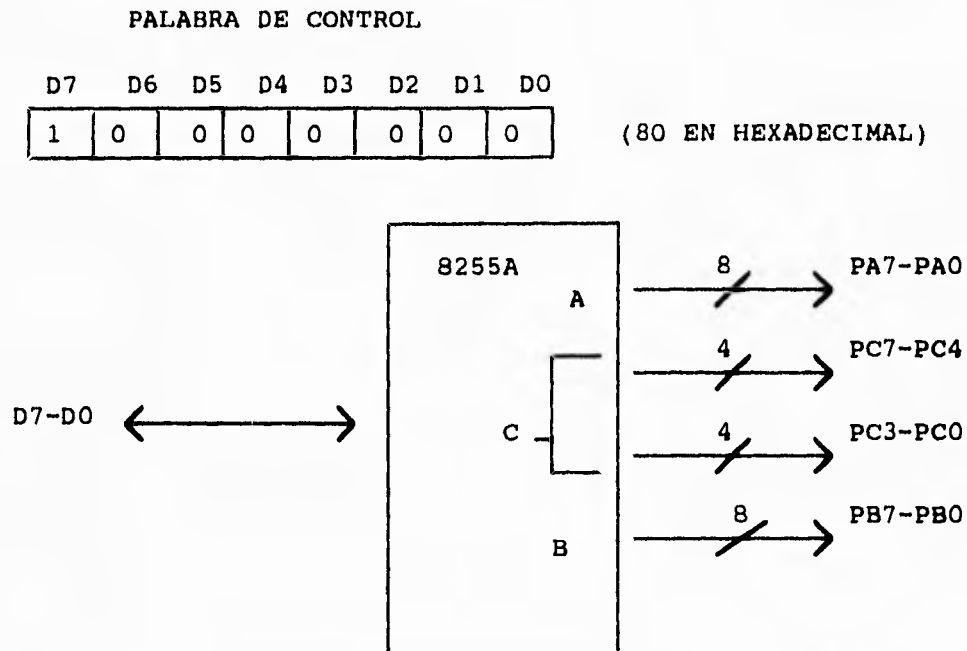 PALABRA DE CONTROL
D7 D6 D5 D4 D3 D2 D1 D0
1 0 0 0 0 0 0 0 (80 EN HEXADECIMAL)
8255A
8 PA7-PA0
A
4 PC7-PC4
D7-D0
C
4 PC3-PC0
8 PB7-PB0
B